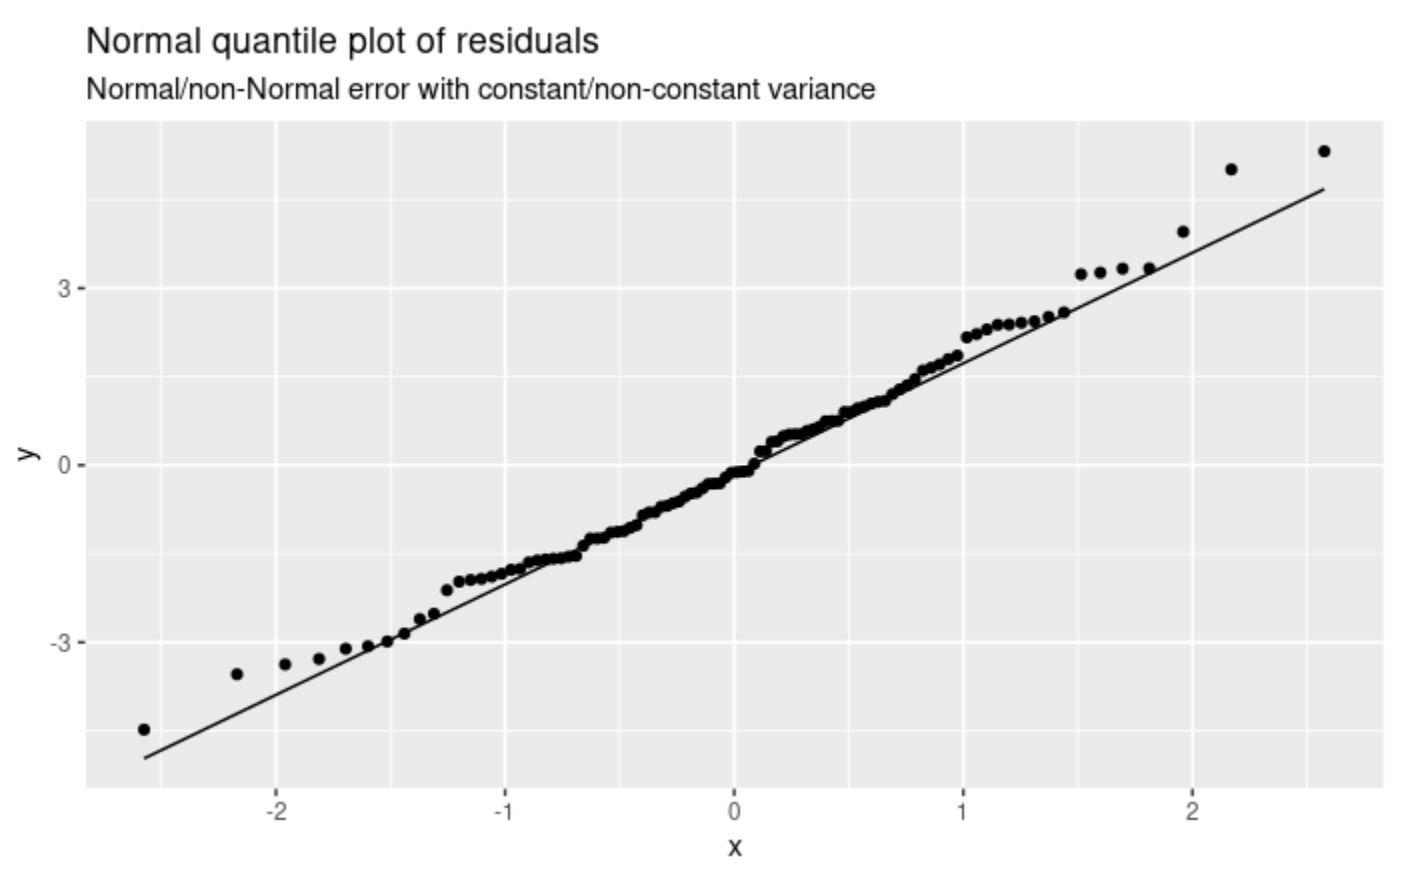 Normal quantile plot of residuals
Normal/non-Normal error with constant/non-constant variance
y
3
0
-3
-2
-1
0
1
2
x